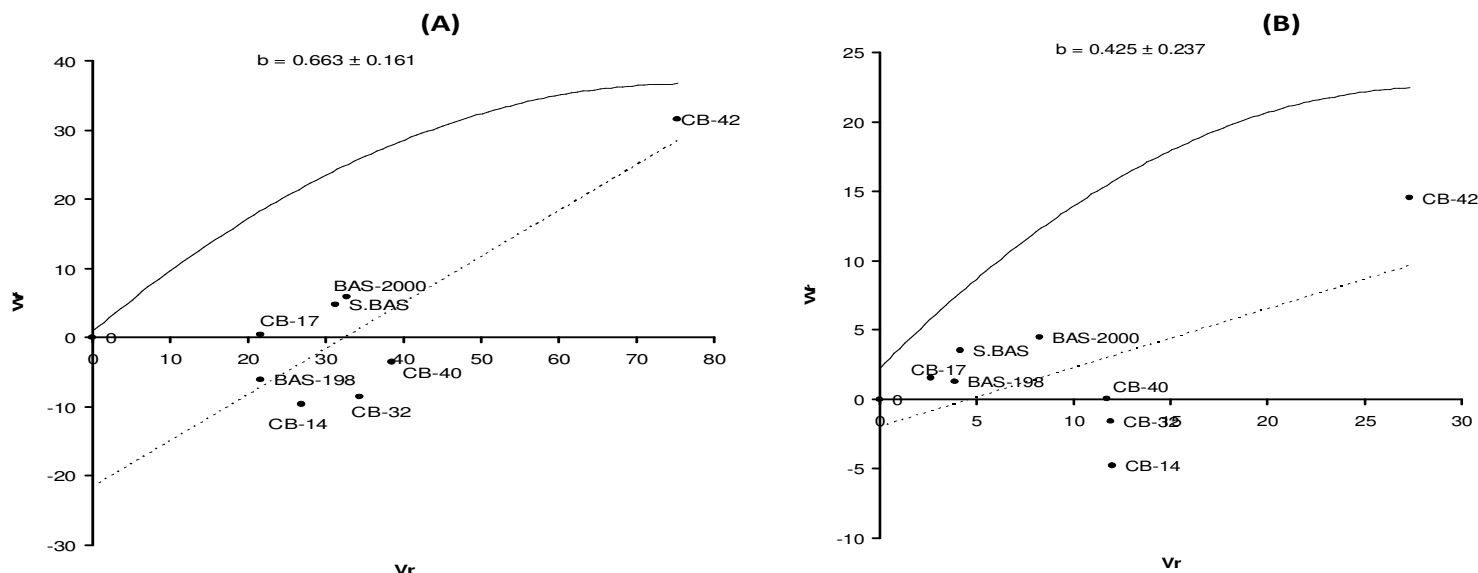 (A)
b = 0.663 ± 0.161
40
30
20
10
0
-10
-20
-30
0
10
20
30
40
50
60
70
80
0
CB-42
BAS-2000
S.BAS
CB-17
CB-40
BAS-198
CB-32
CB-14
Wr
Vr
(B)
b = 0.425 ± 0.237
25
20
15
10
5
0
-5
-10
0
5
10
15
20
25
30
0
CB-42
BAS-2000
S.BAS
CB-17
BAS-198
CB-40
CB-32
CB-14
Wr
Vr